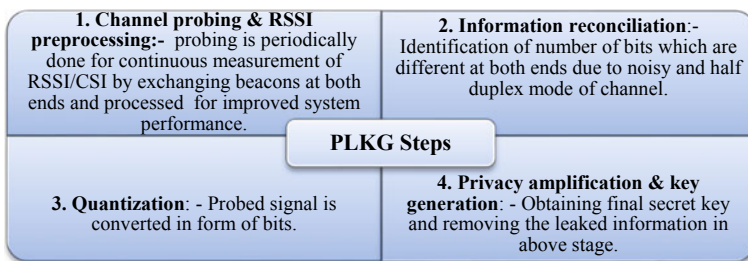 1. Channel probing & RSSI
preprocessing:- probing is periodically
done for continuous measurement of
RSSI/CSI by exchanging beacons at both
ends and processed for improved system
performance.
2. Information reconciliation:-
Identification of number of bits which are
different at both ends due to noisy and half
duplex mode of channel.
PLKG Steps
3. Quantization: - Probed signal is
converted in form of bits.
4. Privacy amplification & key
generation: - Obtaining final secret key
and removing the leaked information in
above stage.